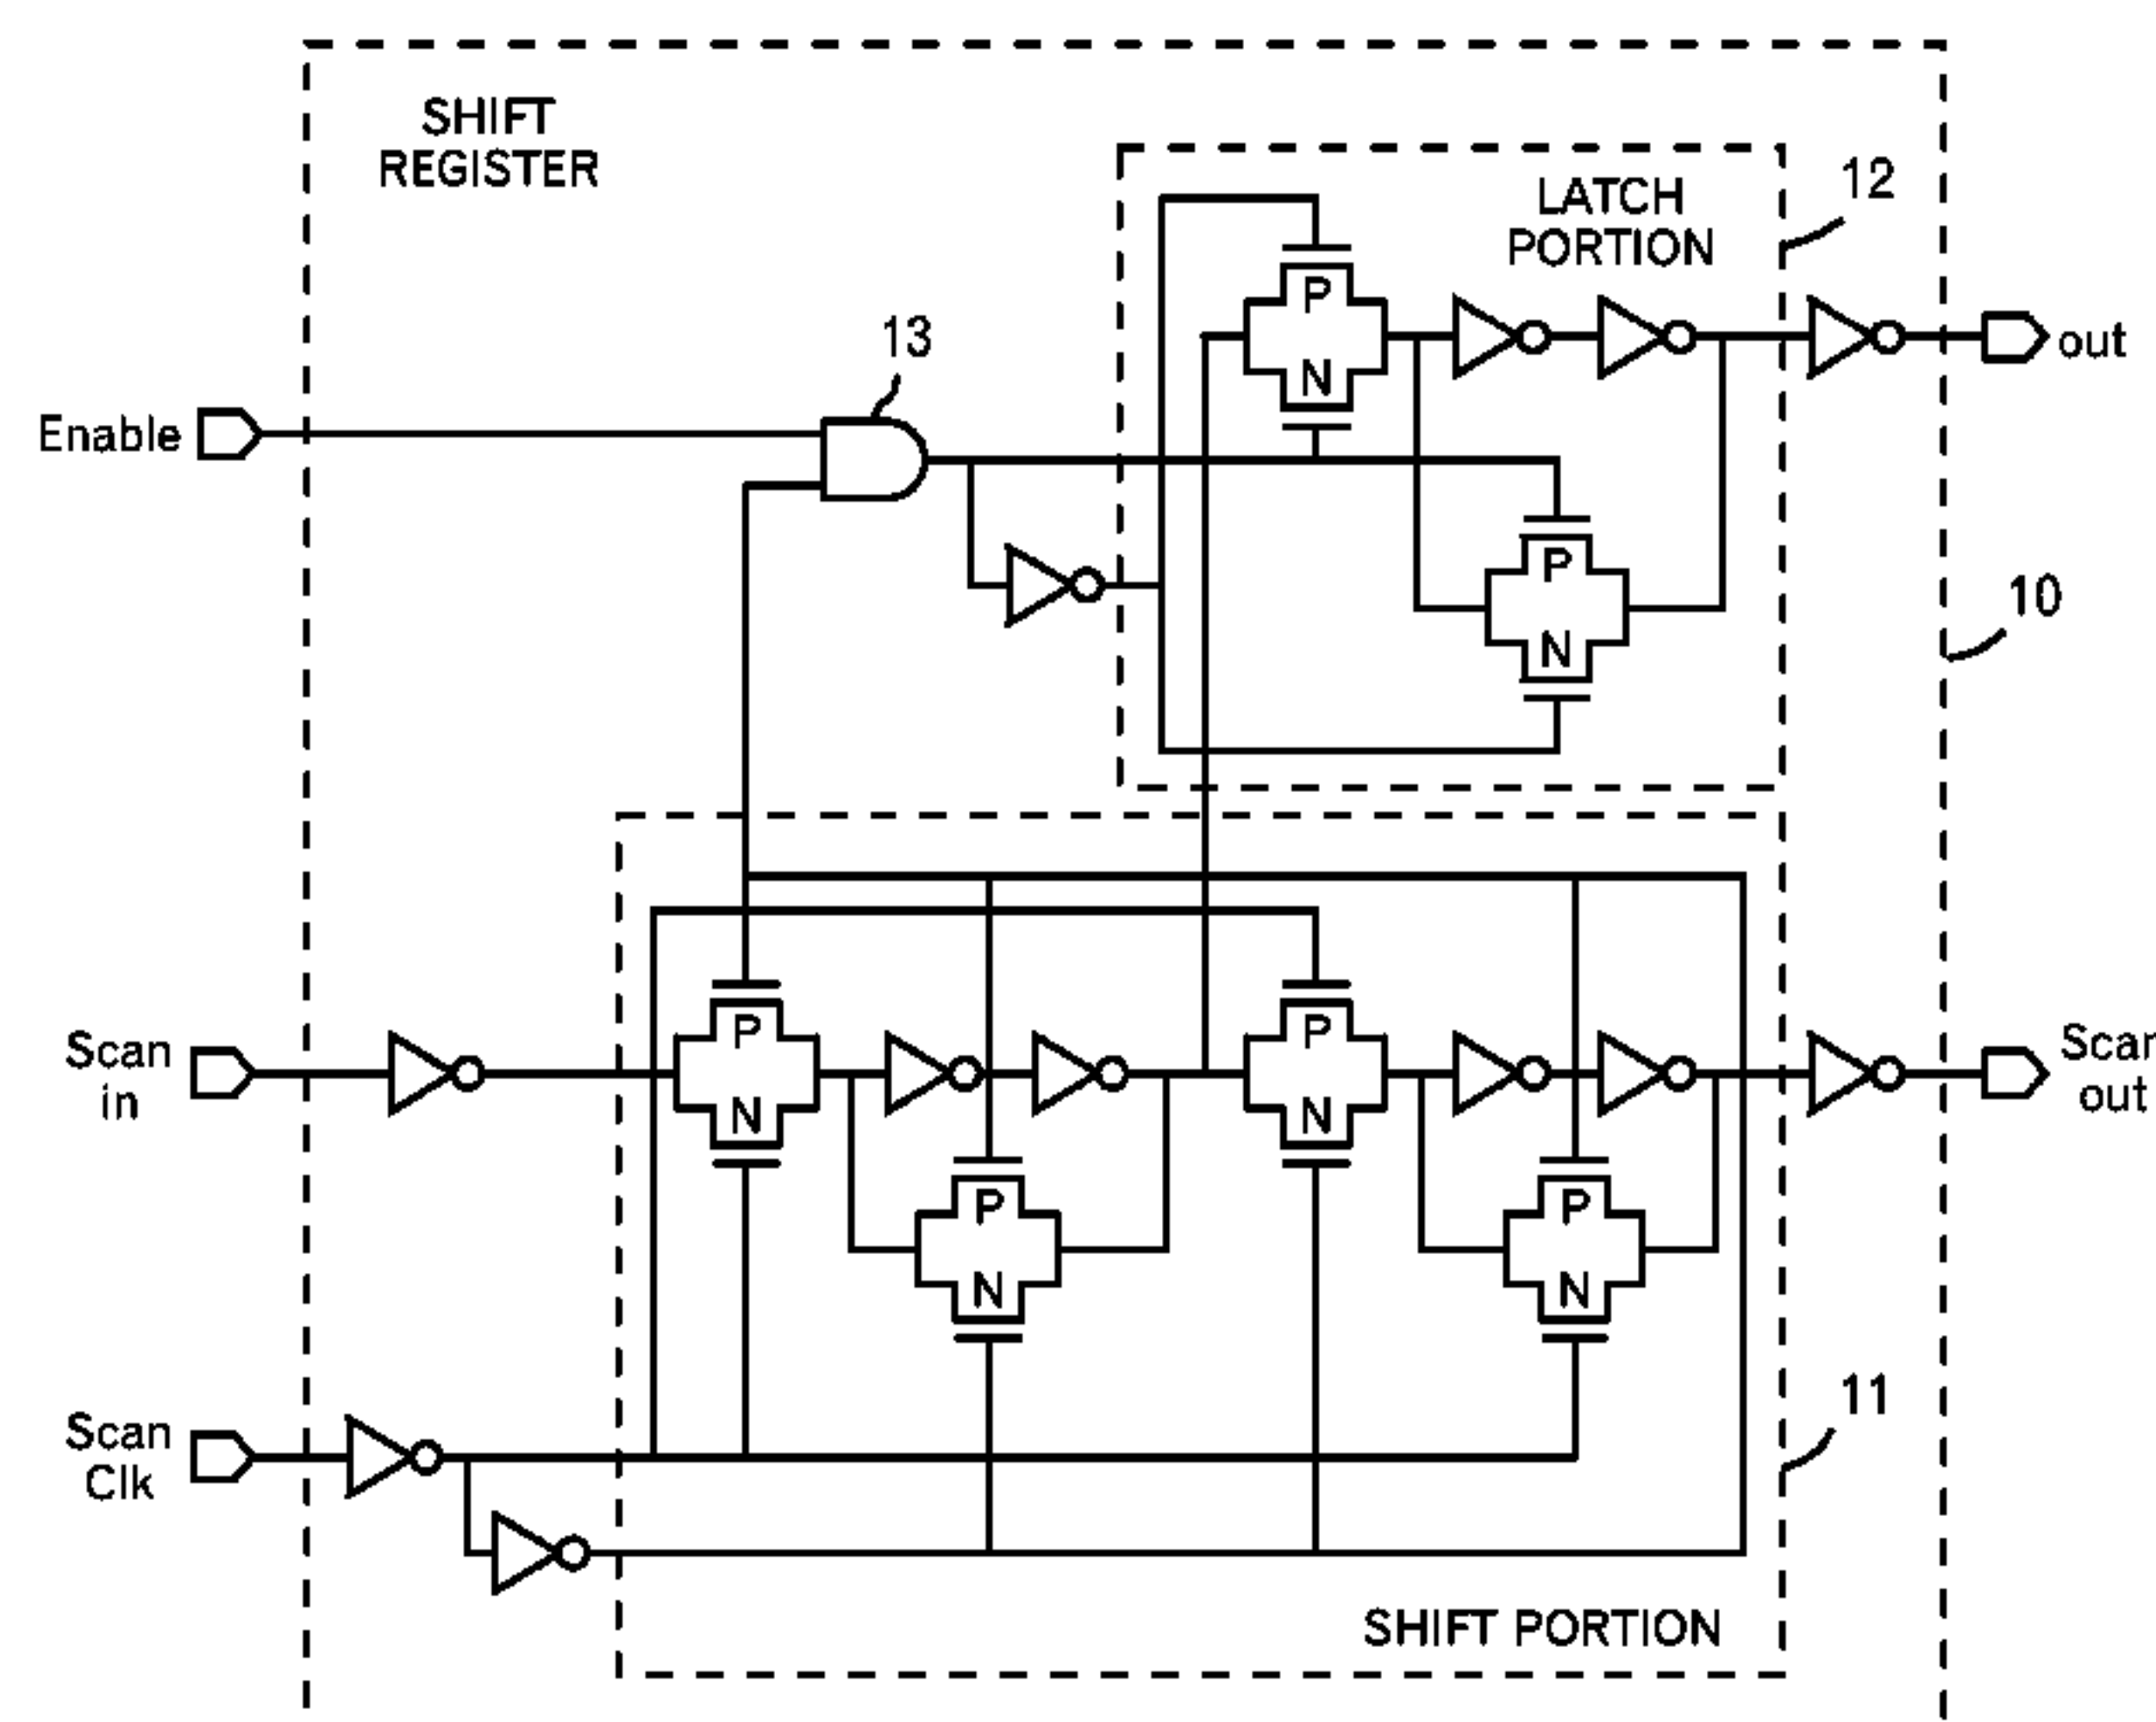 SHIFT
REGISTER
LATCH
PORTION
12
P
N
13
out
Enable
P
N
10
Scan
in
P
N
P
N
Scan
out
P
N
P
N
11
Scan
Clk
SHIFT PORTION